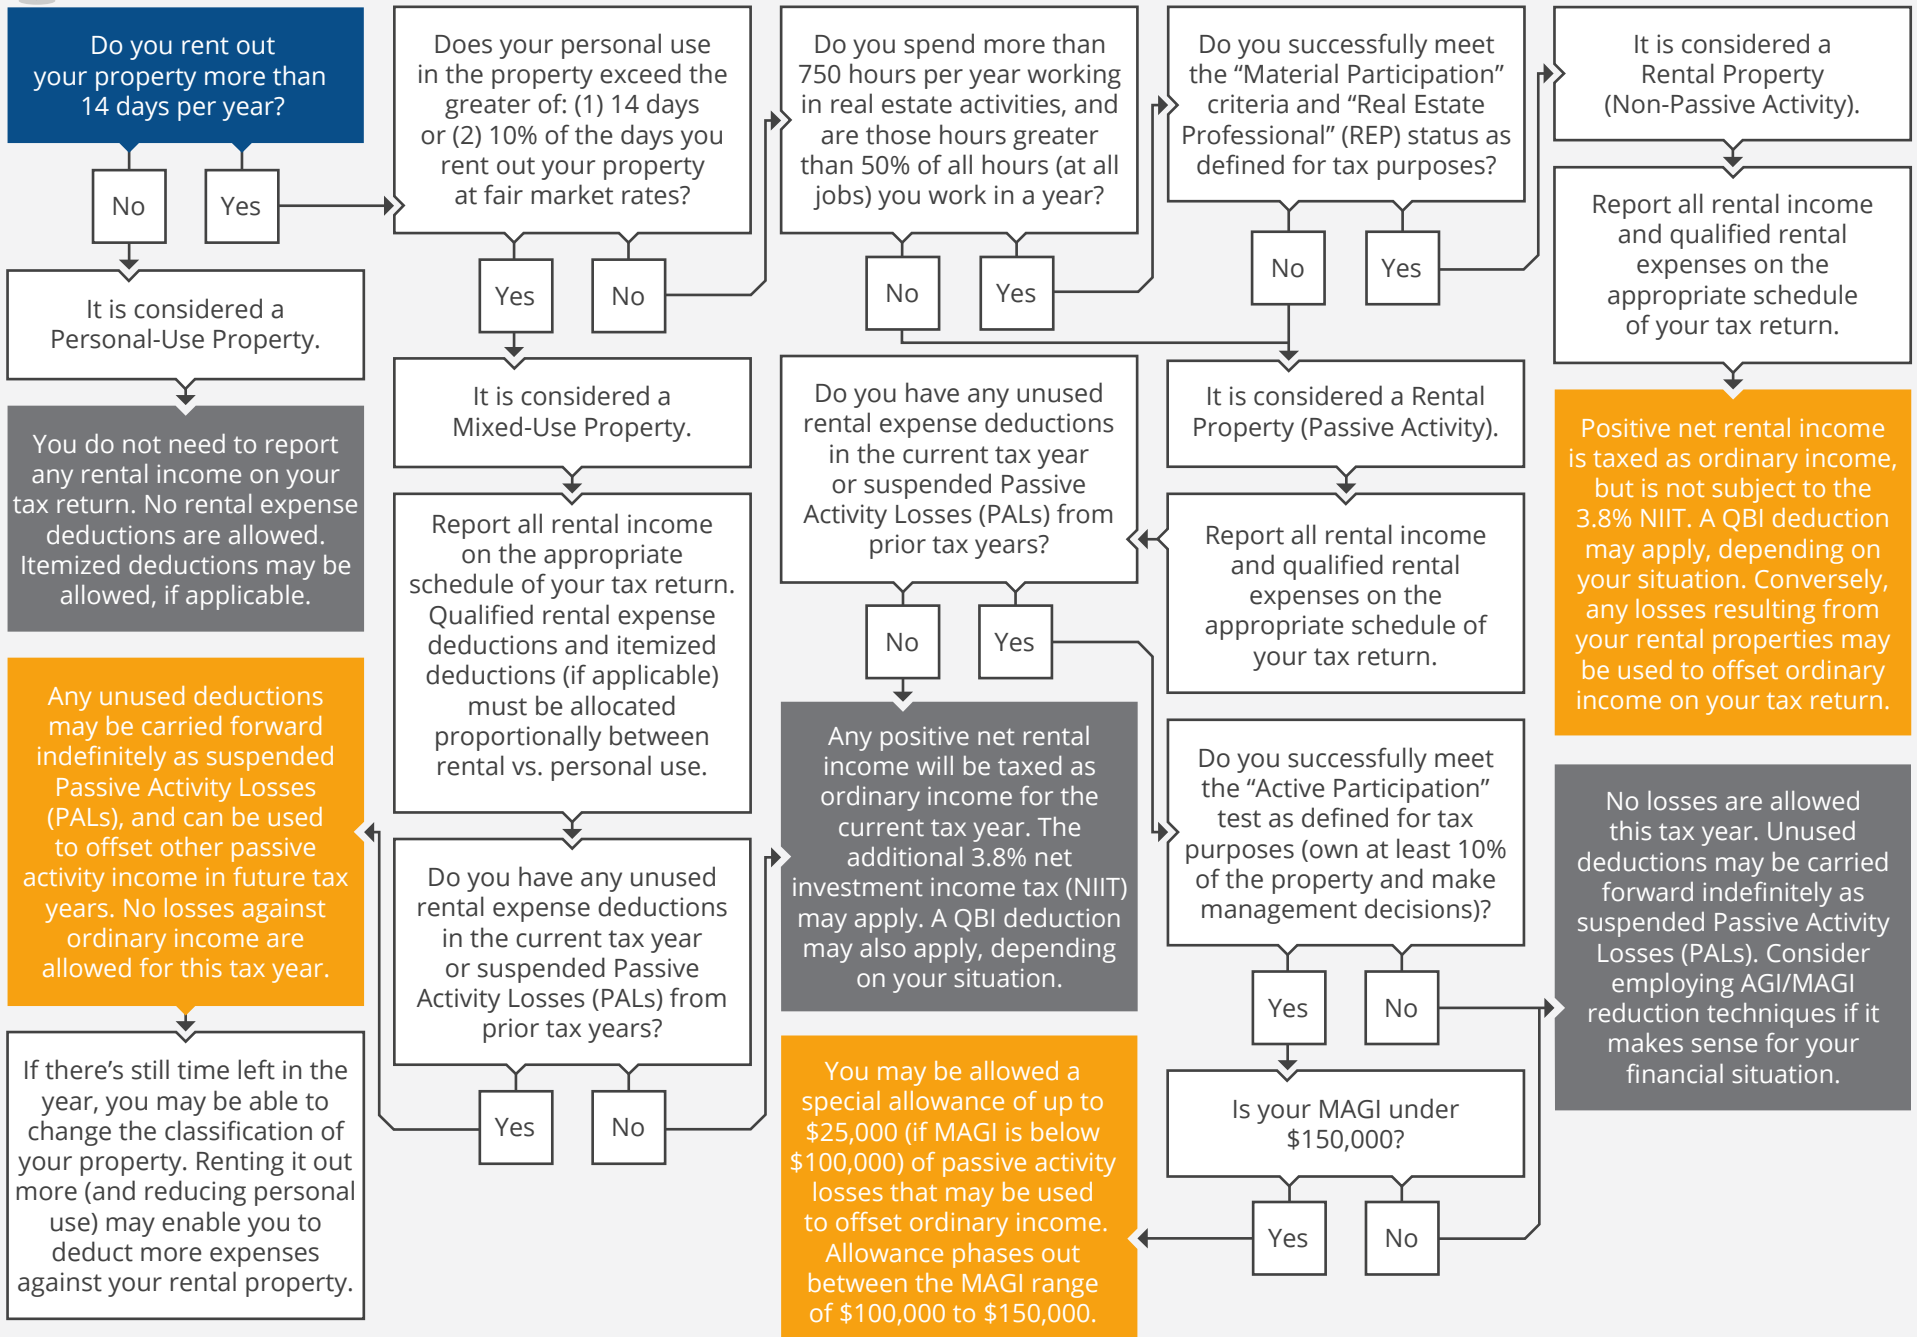 Do you rent out
your property more than
14 days per year?
No
Yes
It is considered a
Personal-Use Property.
You do not need to report
any rental income on your
tax return. No rental expense
deductions are allowed.
Itemized deductions may be
allowed, if applicable.
Does your personal use
in the property exceed the
greater of: (1) 14 days
or (2) 10% of the days you
rent out your property
at fair market rates?
Yes
No
It is considered a
Mixed-Use Property.
Report all rental income
on the appropriate
schedule of your tax return.
Qualified rental expense
deductions and itemized
deductions (if applicable)
must be allocated
proportionally between
rental vs. personal use.
Do you have any unused
rental expense deductions
in the current tax year
or suspended Passive
Activity Losses (PALs) from
prior tax years?
Yes
No
Any unused deductions
may be carried forward
indefinitely as suspended
Passive Activity Losses
(PALs), and can be used
to offset other passive
activity income in future tax
years. No losses against
ordinary income are
allowed for this tax year.
If there's still time left in the
year, you may be able to
change the classification of
your property. Renting it out
more (and reducing personal
use) may enable you to
deduct more expenses
against your rental property.
Do you spend more than
750 hours per year working
in real estate activities, and
are those hours greater
than 50% of all hours (at all
jobs) you work in a year?
No
Yes
Do you successfully meet
the “Material Participation”
criteria and “Real Estate
Professional” (REP) status as
defined for tax purposes?
No
Yes
It is considered a
Rental Property
(Non-Passive Activity).
Report all rental income
and qualified rental
expenses on the
appropriate schedule
of your tax return.
Positive net rental income
is taxed as ordinary income,
but is not subject to the
3.8% NIIT. A QBI deduction
may apply, depending on
your situation. Conversely,
any losses resulting from
your rental properties may
be used to offset ordinary
income on your tax return.
It is considered a Rental
Property (Passive Activity).
Report all rental income
and qualified rental
expenses on the
appropriate schedule of
your tax return.
Do you have any unused
rental expense deductions
in the current tax year
or suspended Passive
Activity Losses (PALs) from
prior tax years?
No
Yes
Any positive net rental
income will be taxed as
ordinary income for the
current tax year. The
additional 3.8% net
investment income tax (NIIT)
may apply. A QBI deduction
may also apply, depending
on your situation.
Do you successfully meet
the “Active Participation”
test as defined for tax
purposes (own at least 10%
of the property and make
management decisions)?
Yes
No
Is your MAGI under
$150,000?
Yes
No
You may be allowed a
special allowance of up to
$25,000 (if MAGI is below
$100,000) of passive activity
losses that may be used
to offset ordinary income.
Allowance phases out
between the MAGI range
of $100,000 to $150,000.
No losses are allowed
this tax year. Unused
deductions may be carried
forward indefinitely as
suspended Passive Activity
Losses (PALs). Consider
employing AGI/MAGI
reduction techniques if it
makes sense for your
financial situation.